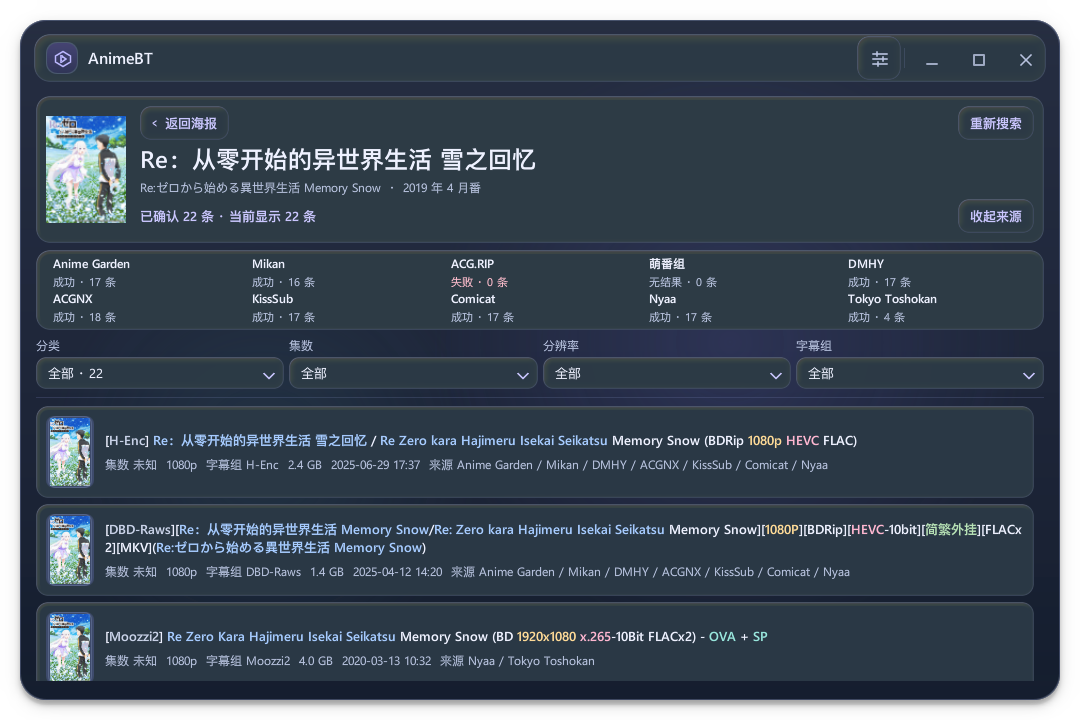 AnimeBT
‹ 返回海报
重新搜索
Re：从零开始的异世界生活 雪之回忆
Re:ゼロから始める異世界生活 Memory Snow · 2019 年 4 月番
已确认 22 条 · 当前显示 22 条
收起来源
Anime Garden Mikan ACG.RIP 萌番组 DMHY
成功 · 17 条 成功 · 16 条 失败 · 0 条 无结果 · 0 条 成功 · 17 条
ACGNX KissSub Comicat Nyaa Tokyo Toshokan
成功 · 18 条 成功 · 17 条 成功 · 17 条 成功 · 17 条 成功 · 4 条
分类 集数 分辨率 字幕组
全部 · 22 全部 全部 全部
[H-Enc] Re：从零开始的异世界生活 雪之回忆 / Re Zero kara Hajimeru Isekai Seikatsu Memory Snow (BDRip 1080p HEVC FLAC)
集数 未知 1080p 字幕组 H-Enc 2.4 GB 2025-06-29 17:37 来源 Anime Garden / Mikan / DMHY / ACGNX / KissSub / Comicat / Nyaa
[DBD-Raws][Re：从零开始的异世界生活 Memory Snow/Re: Zero kara Hajimeru Isekai Seikatsu Memory Snow][1080P][BDRip][HEVC-10bit][简繁外挂][FLACx
2][MKV](Re:ゼロから始める異世界生活 Memory Snow)
集数 未知 1080p 字幕组 DBD-Raws 1.4 GB 2025-04-12 14:20 来源 Anime Garden / Mikan / DMHY / ACGNX / KissSub / Comicat / Nyaa
[Moozzi2] Re Zero Kara Hajimeru Isekai Seikatsu Memory Snow (BD 1920x1080 x.265-10Bit FLACx2) - OVA + SP
集数 未知 1080p 字幕组 Moozzi2 4.0 GB 2020-03-13 10:32 来源 Nyaa / Tokyo Toshokan